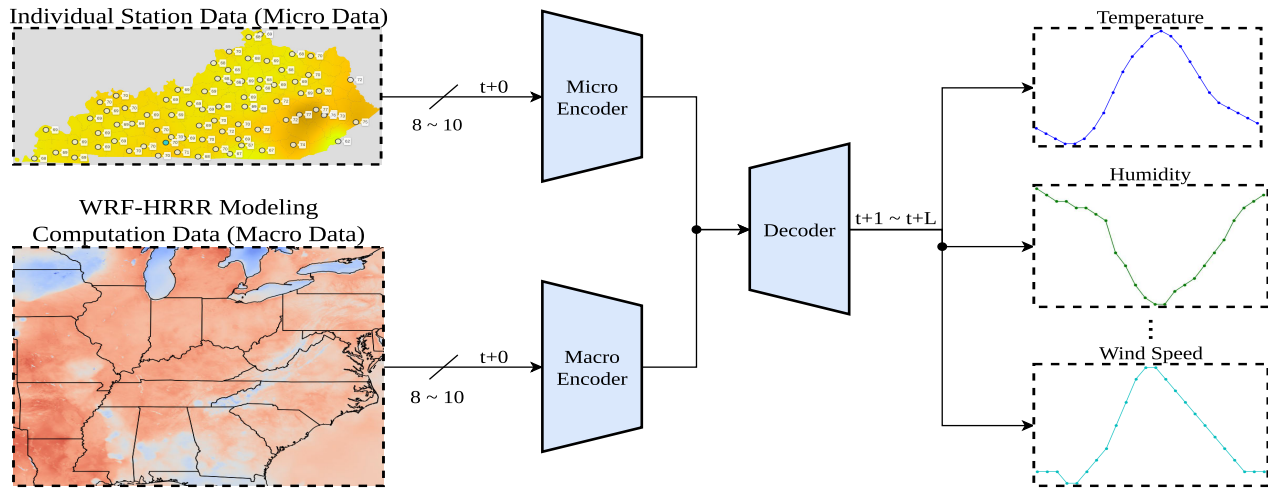 Individual Station Data (Micro Data)
t+0
8 ~ 10
Micro
Encoder
WRF-HRRR Modeling
Computation Data (Macro Data)
t+0
8 ~ 10
Macro
Encoder
Decoder
t+1 ~ t+L
Temperature
Humidity
Wind Speed